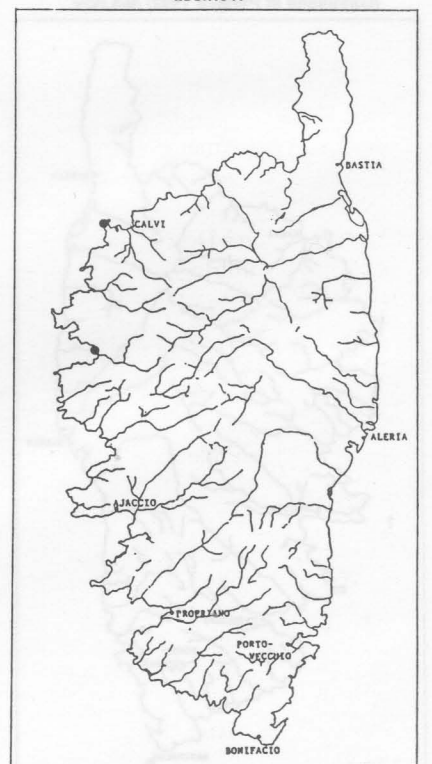 BASTIA
CALVI
ALERIA
AJACCIO
PROPRIANO
PORTO-
VECCHIO
BONIFACIO